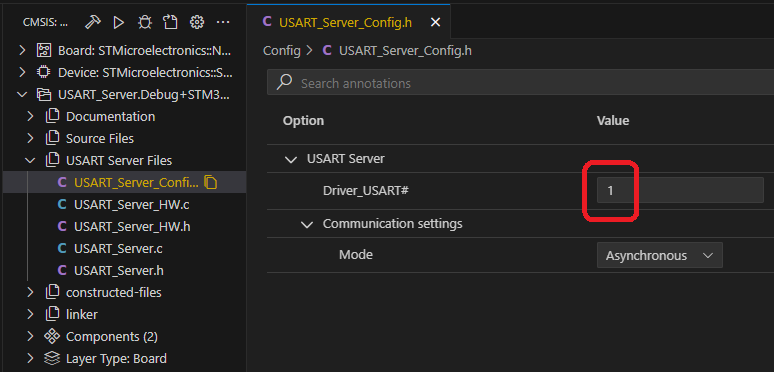 CMSIS: ...
Board: STMicroelectronics::N...
Device: STMicroelectronics::S...
USART_Server.Debug+STM3...
Documentation
Source Files
USART Server Files
C USART_Server_Confi...
C USART_Server_HW.c
C USART_Server_HW.h
C USART_Server.c
C USART_Server.h
constructed-files
linker
Components (2)
Layer Type: Board
C USART_Server_Config.h
Config > C USART_Server_Config.h
Search annotations
Option Value
USART Server
Driver_USART# 1
Communication settings
Mode Asynchronous